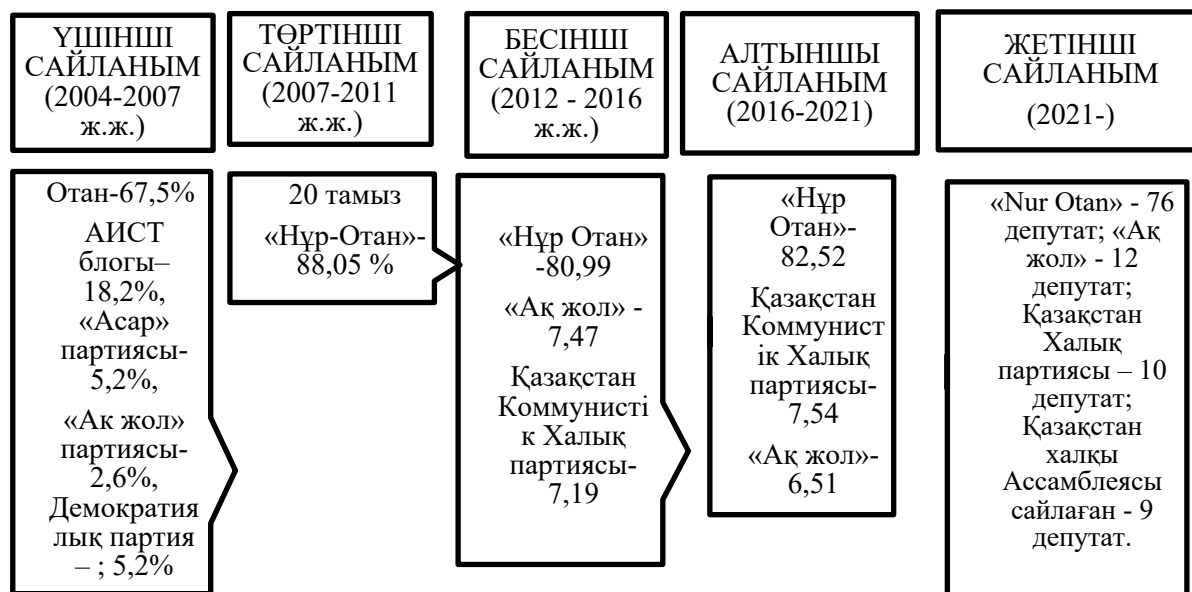 ҮШІНШІ
САЙЛАНЫМ
(2004-2007
ж.ж.)
ТӨРТІНШІ
САЙЛАНЫМ
(2007-2011
ж.ж.)
БЕСІНШІ
САЙЛАНЫМ
(2012 - 2016
ж.ж.)
АЛТЫНШЫ
САЙЛАНЫМ
(2016-2021)
ЖЕТІНШІ
САЙЛАНЫМ
(2021-)
Отан-67,5%
АИСТ
блогы–
18,2%,
«Асар»
партиясы-
5,2%,
«Ак жол»
партиясы-
2,6%,
Демократия
лық партия
– ; 5,2%
20 тамыз
«Нұр-Отан»-
88,05 %
«Нұр Отан»
-80,99
«Ақ жол» -
7,47
Қазақстан
Коммунисті
к Халық
партиясы-
7,19
«Нұр
Отан»-
82,52
Қазақстан
Коммунист
ік Халық
партиясы-
7,54
«Ақ жол»-
6,51
«Nur Otan» - 76
депутат; «Ақ
жол» - 12
депутат;
Қазақстан
Халық
партиясы – 10
депутат;
Қазақстан
халқы
Ассамблеясы
сайлаған - 9
депутат.